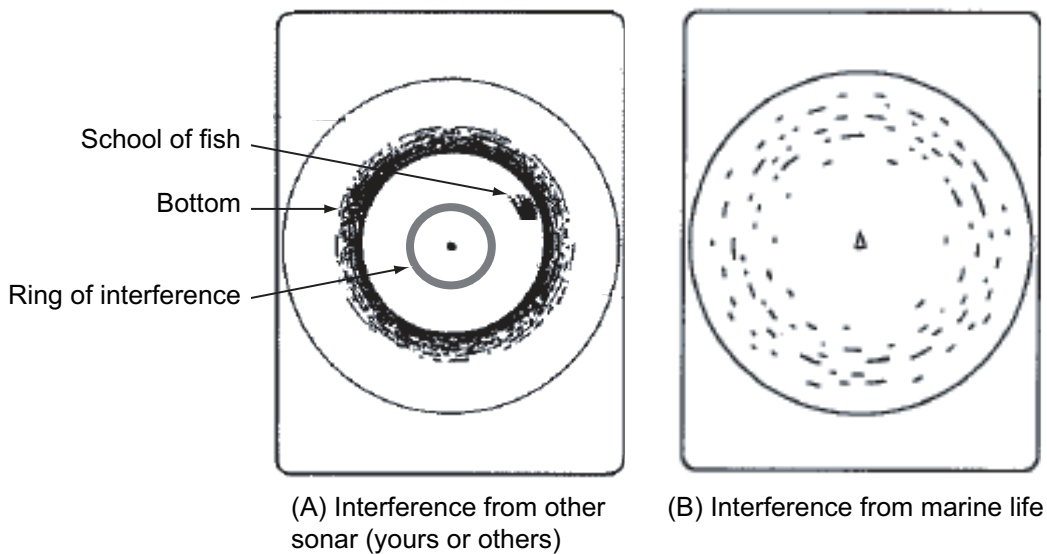 School of fish
Bottom
Ring of interference
(A) Interference from other
sonar (yours or others)
(B) Interference from marine life